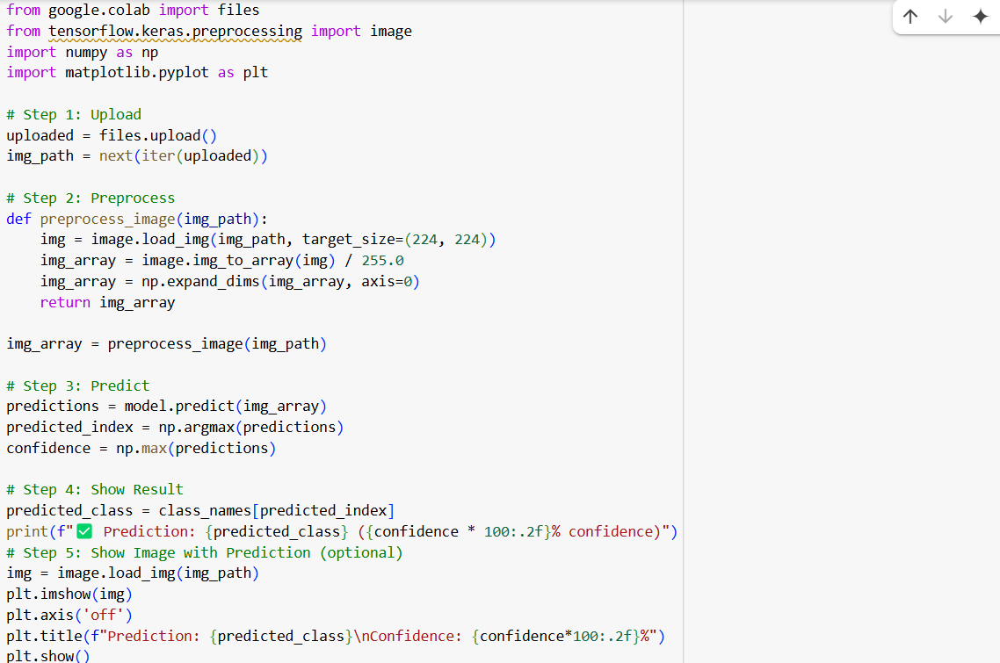 from google.colab import files
from tensorflow.keras.preprocessing import image
import numpy as np
import matplotlib.pyplot as plt

# Step 1: Upload
uploaded = files.upload()
img_path = next(iter(uploaded))

# Step 2: Preprocess
def preprocess_image(img_path):
    img = image.load_img(img_path, target_size=(224, 224))
    img_array = image.img_to_array(img) / 255.0
    img_array = np.expand_dims(img_array, axis=0)
    return img_array

img_array = preprocess_image(img_path)

# Step 3: Predict
predictions = model.predict(img_array)
predicted_index = np.argmax(predictions)
confidence = np.max(predictions)

# Step 4: Show Result
predicted_class = class_names[predicted_index]
print(f"✅ Prediction: {predicted_class} ({confidence * 100:.2f}% confidence)")
# Step 5: Show Image with Prediction (optional)
img = image.load_img(img_path)
plt.imshow(img)
plt.axis('off')
plt.title(f"Prediction: {predicted_class}\nConfidence: {confidence*100:.2f}%")
plt.show()